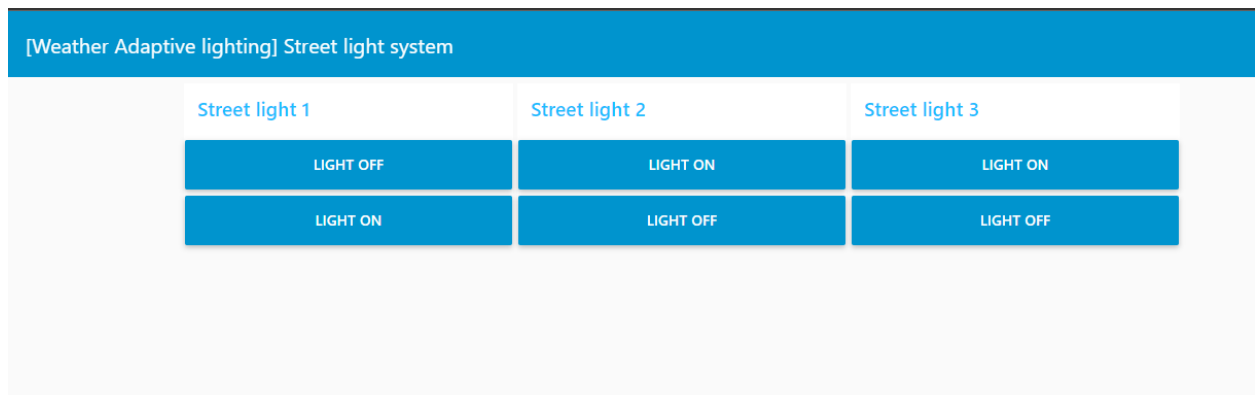 [Weather Adaptive lighting] Street light system
Street light 1
Street light 2
Street light 3
LIGHT OFF
LIGHT ON
LIGHT ON
LIGHT ON
LIGHT OFF
LIGHT OFF